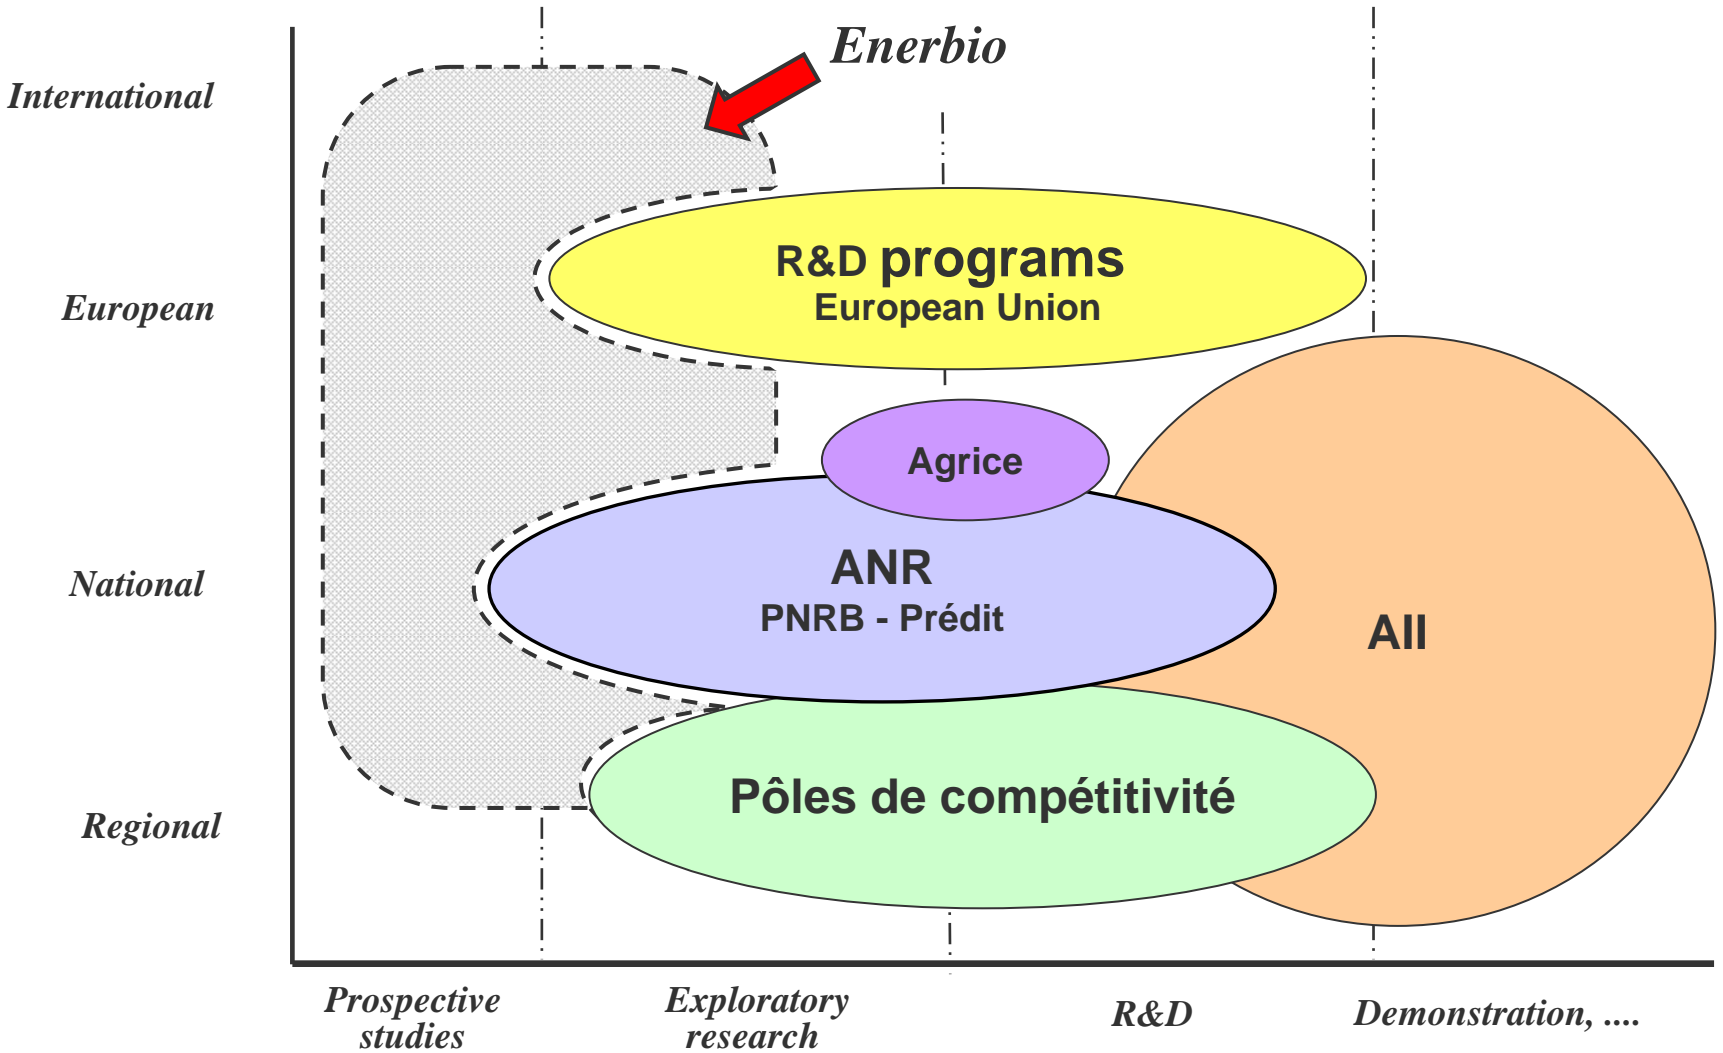 Enerbio
International
R&D programs
European
European Union
Agrice
ANR
National
PNRB - Prédit
AII
Pôles de compétitivité
Regional
Prospective
studies
Exploratory
research
R&D
Demonstration, ....